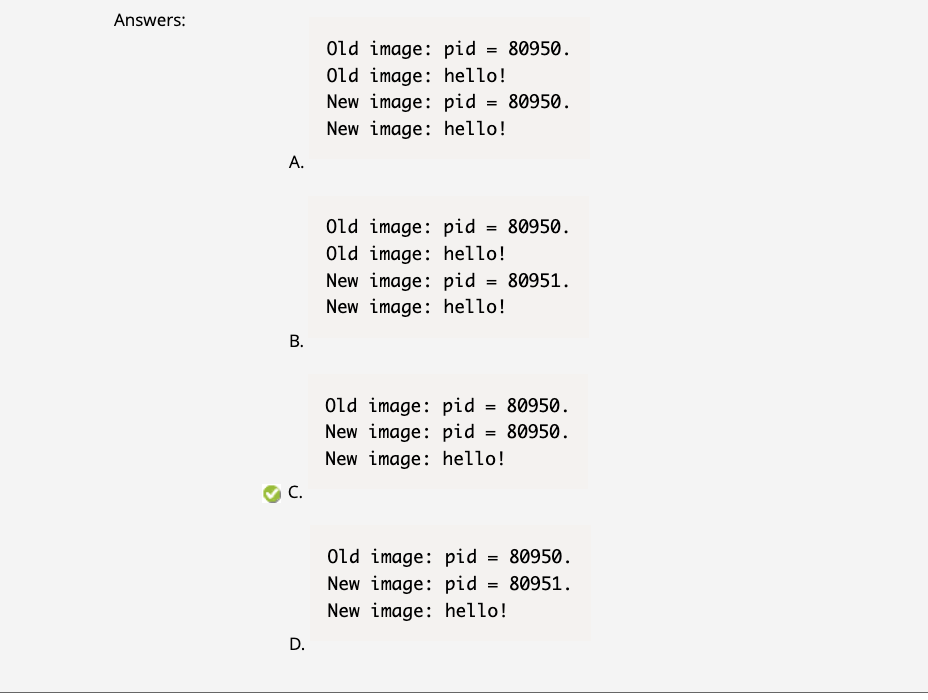 Answers:
Old image: pid = 80950.
Old image: hello!
New image: pid = 80950.
New image: hello!
A.
Old image: pid = 80950.
Old image: hello!
New image: pid = 80951.
New image: hello!
B.
Old image: pid = 80950.
New image: pid = 80950.
New image: hello!
C.
Old image: pid = 80950.
New image: pid = 80951.
New image: hello!
D.